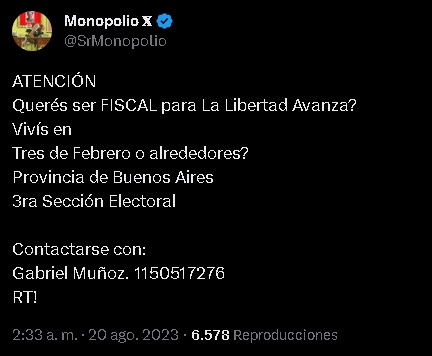 Monopolio X
@SrMonopolio
ATENCIÓN
Querés ser FISCAL para La Libertad Avanza?
Vivís en
Tres de Febrero o alrededores?
Provincia de Buenos Aires
3ra Sección Electoral
Contactarse con:
Gabriel Muñoz. 1150517276
RT!
2:33 a. m. · 20 ago. 2023 · 6.578 Reproducciones